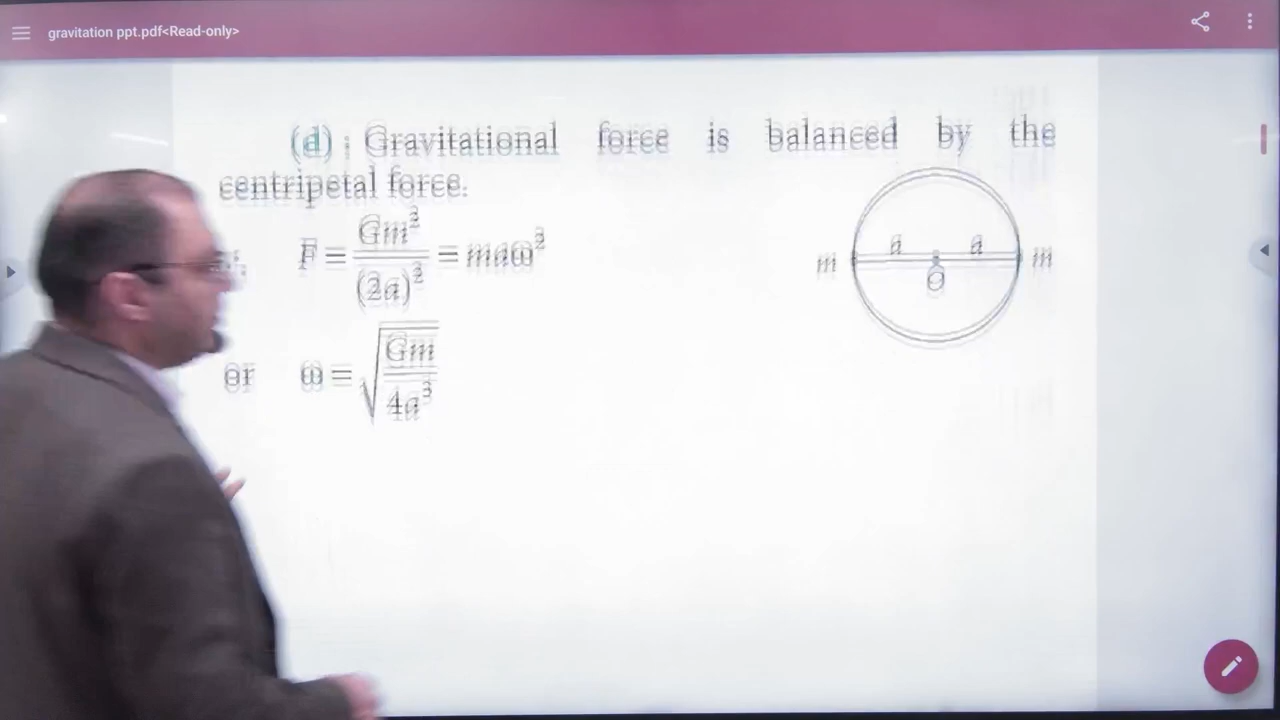 gravitation ppt.pdf<Read-only>
(d) : Gravitational force is balanced by the
centripetal force.
F = Gm² / (2a)² = maω²
or ω = √(Gm / 4a³)
m a a m
O